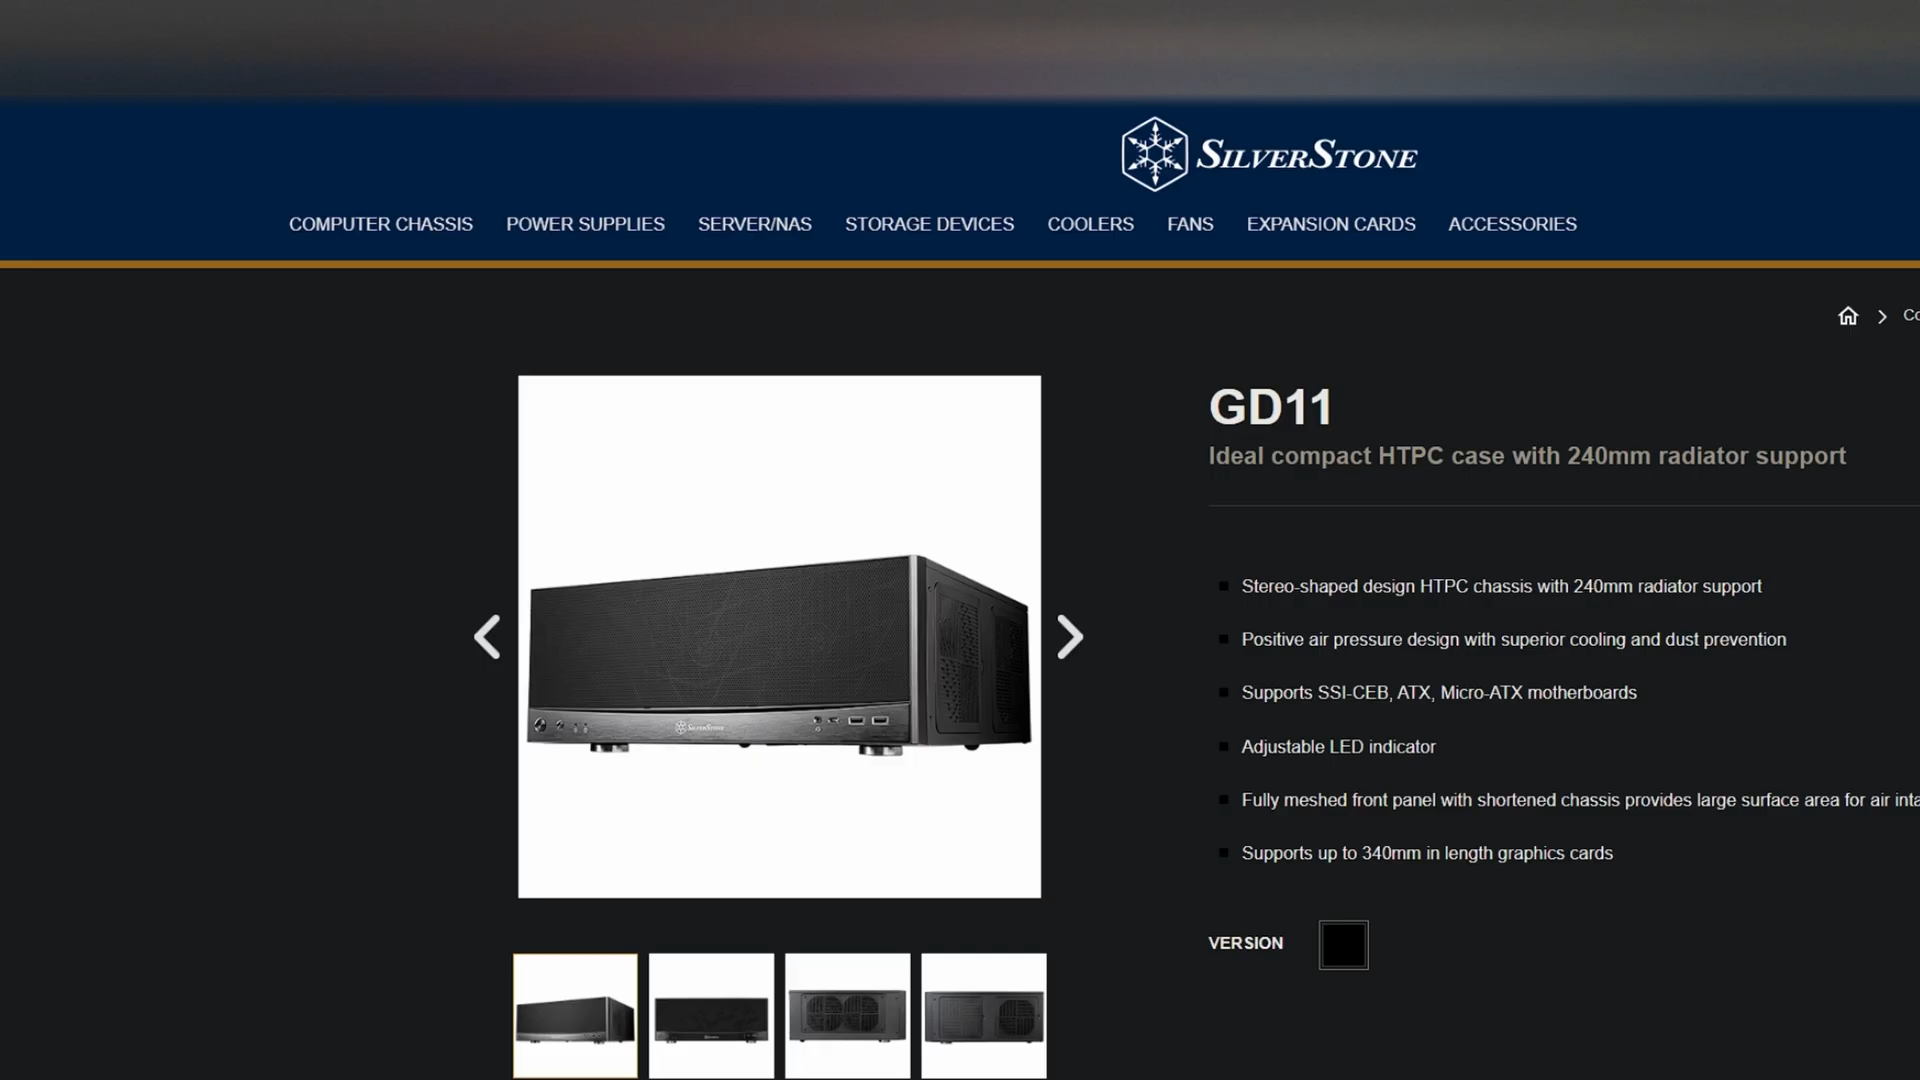 SILVERSTONE
COMPUTER CHASSIS POWER SUPPLIES SERVER/NAS STORAGE DEVICES COOLERS FANS EXPANSION CARDS ACCESSORIES
GD11
Ideal compact HTPC case with 240mm radiator support
Stereo-shaped design HTPC chassis with 240mm radiator support
Positive air pressure design with superior cooling and dust prevention
Supports SSI-CEB, ATX, Micro-ATX motherboards
Adjustable LED indicator
Fully meshed front panel with shortened chassis provides large surface area for air
Supports up to 340mm in length graphics cards
SILVERSTONE
VERSION